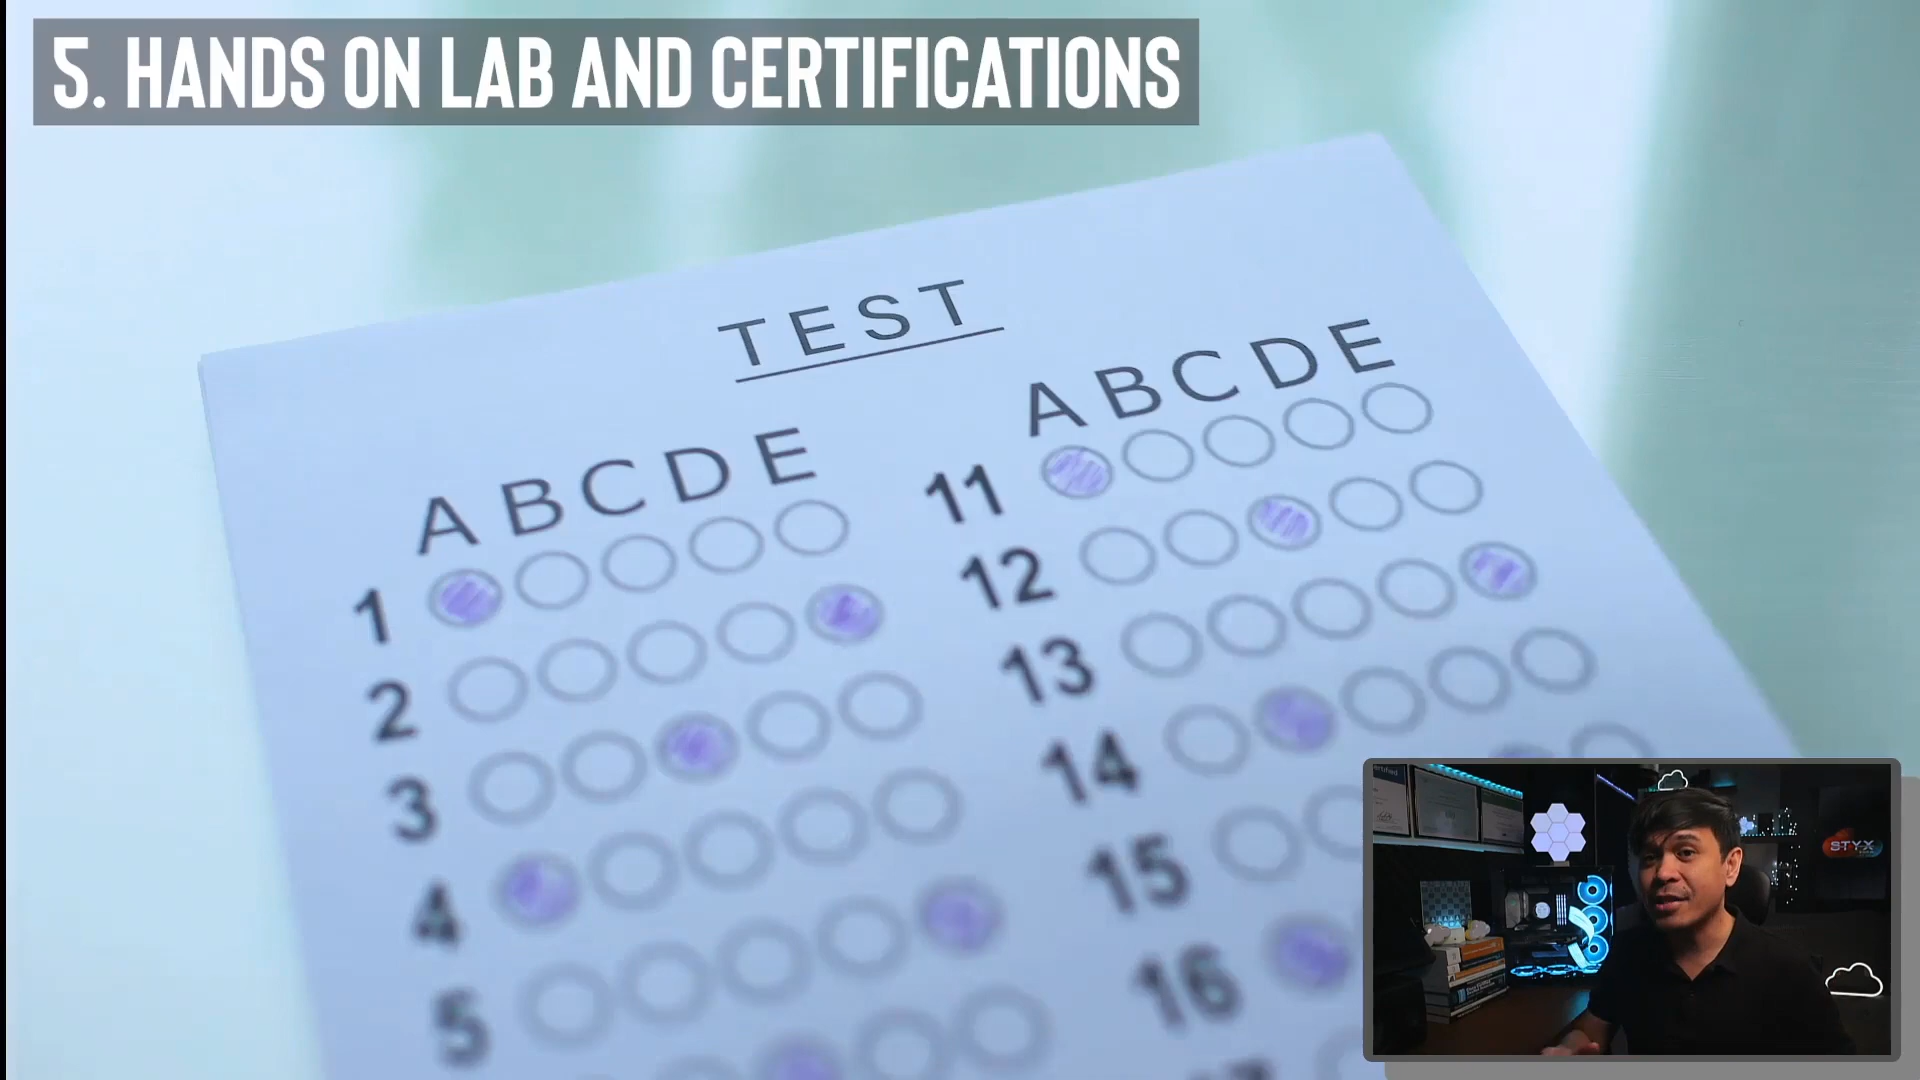 5. HANDS ON LAB AND CERTIFICATIONS
TEST
A B C D E
1
2
3
4
5
A B C D E
11
12
13
14
15
16
STYX